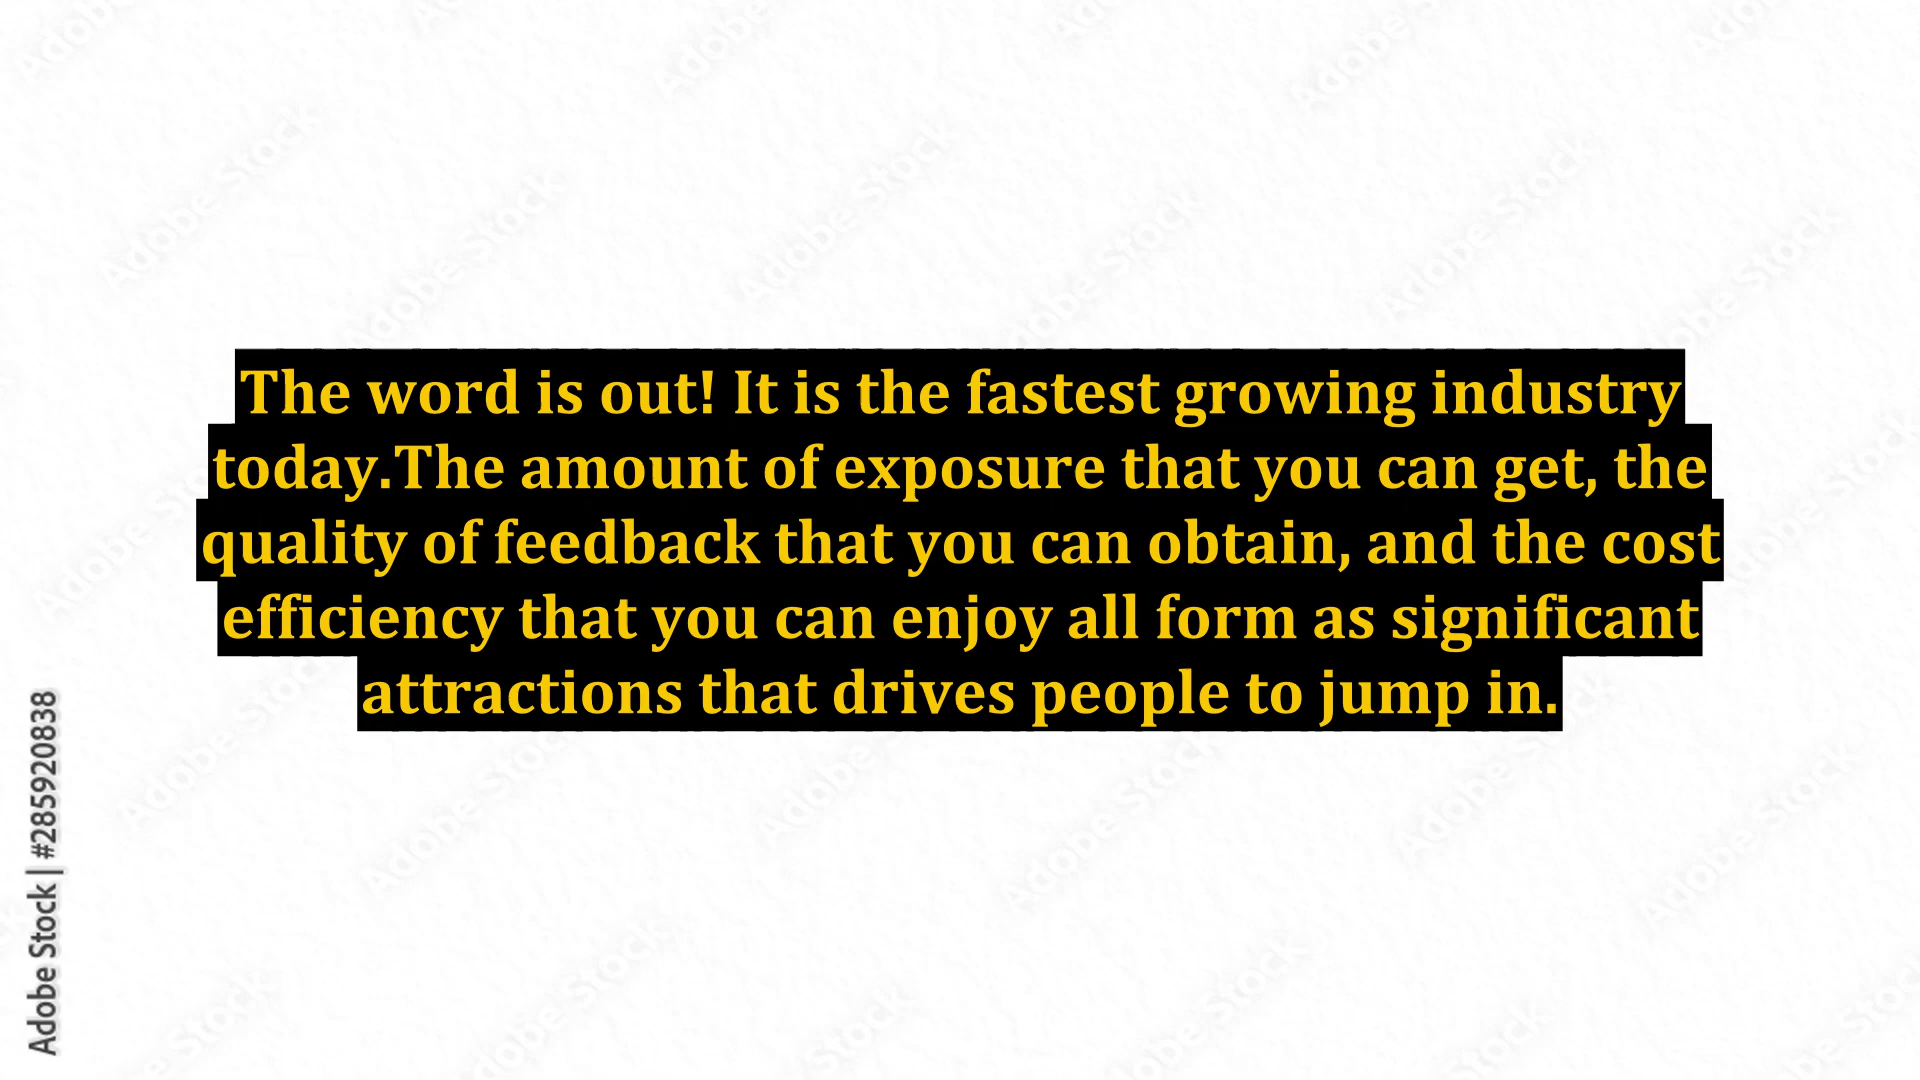 The word is out! It is the fastest growing industry
today.The amount of exposure that you can get, the
quality of feedback that you can obtain, and the cost
efficiency that you can enjoy all form as significant
attractions that drives people to jump in.
Adobe Stock | #285920838